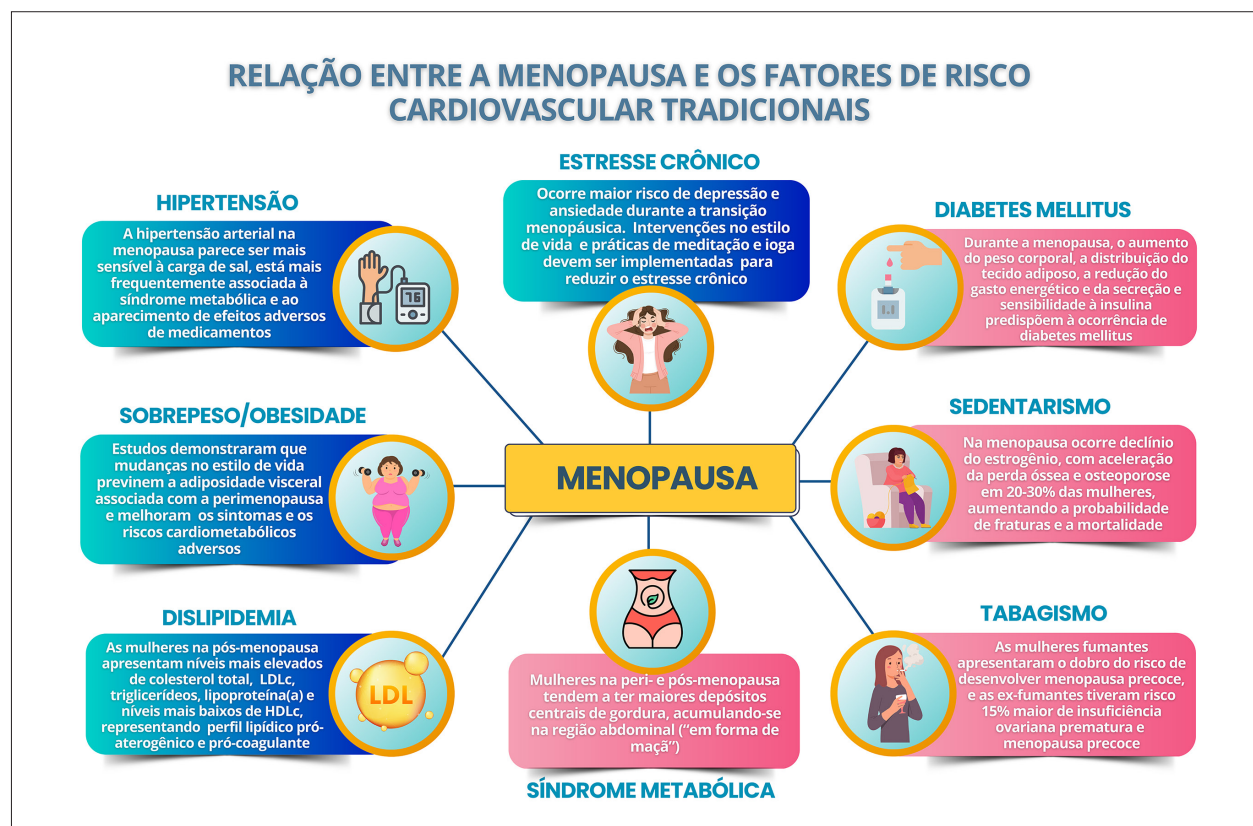 RELAÇÃO ENTRE A MENOPAUSA E OS FATORES DE RISCO
CARDIOVASCULAR TRADICIONAIS
HIPERTENSÃO
A hipertensão arterial na
menopausa parece ser mais
sensível à carga de sal, está mais
frequentemente associada à
síndrome metabólica e ao
aparecimento de efeitos adversos
de medicamentos
76
ESTRESSE CRÔNICO
Ocorre maior risco de depressão e
ansiedade durante a transição
menopáusica. Intervenções no estilo
de vida e práticas de meditação e ioga
devem ser implementadas para
reduzir o estresse crônico
DIABETES MELLITUS
Durante a menopausa, o aumento
do peso corporal, a distribuição do
tecido adiposo, a redução do
gasto energético e da secreção e
sensibilidade à insulina
predispõem à ocorrência de
diabetes mellitus
1.1
SOBREPESO/OBESIDADE
Estudos demonstraram que
mudanças no estilo de vida
previnem a adiposidade visceral
associada com a perimenopausa
e melhoram os sintomas e os
riscos cardiometabólicos
adversos
MENOPAUSA
SEDENTARISMO
Na menopausa ocorre declínio
do estrogênio, com aceleração
da perda óssea e osteoporose
em 20-30% das mulheres,
aumentando a probabilidade
de fraturas e a mortalidade
DISLIPIDEMIA
As mulheres na pós-menopausa
apresentam níveis mais elevados
de colesterol total, LDLc,
triglicerídeos, lipoproteína(a) e
níveis mais baixos de HDLc,
representando perfil lipídico pró-
aterogênico e pró-coagulante
LDL
Mulheres na peri- e pós-menopausa
tendem a ter maiores depósitos
centrais de gordura, acumulando-se
na região abdominal (“em forma de
maçã”)
SÍNDROME METABÓLICA
TABAGISMO
As mulheres fumantes
apresentaram o dobro do risco de
desenvolver menopausa precoce,
e as ex-fumantes tiveram risco
15% maior de insuficiência
ovariana prematura e
menopausa precoce